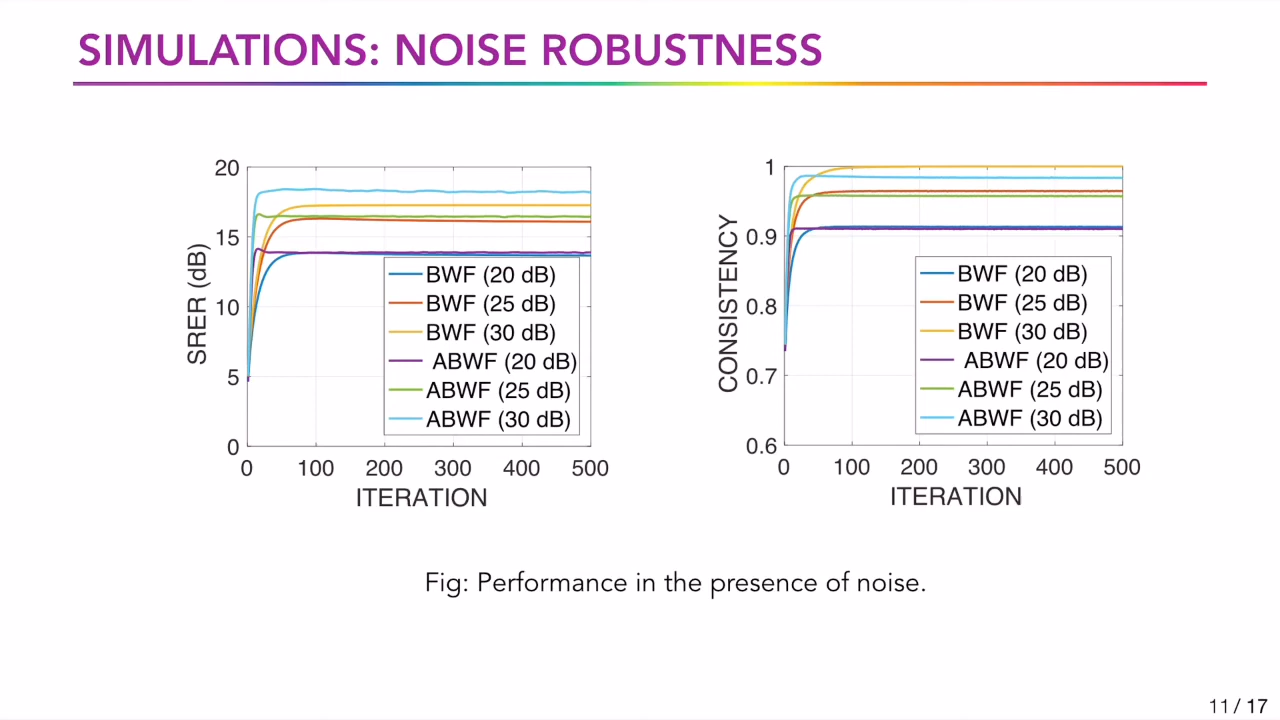 SIMULATIONS: NOISE ROBUSTNESS
20
15
10
5
0
SRER (dB)
BWF (20 dB)
BWF (25 dB)
BWF (30 dB)
ABWF (20 dB)
ABWF (25 dB)
ABWF (30 dB)
0 100 200 300 400 500
ITERATION
1
0.9
0.8
0.7
0.6
CONSISTENCY
BWF (20 dB)
BWF (25 dB)
BWF (30 dB)
ABWF (20 dB)
ABWF (25 dB)
ABWF (30 dB)
0 100 200 300 400 500
ITERATION
Fig: Performance in the presence of noise.
11 / 17